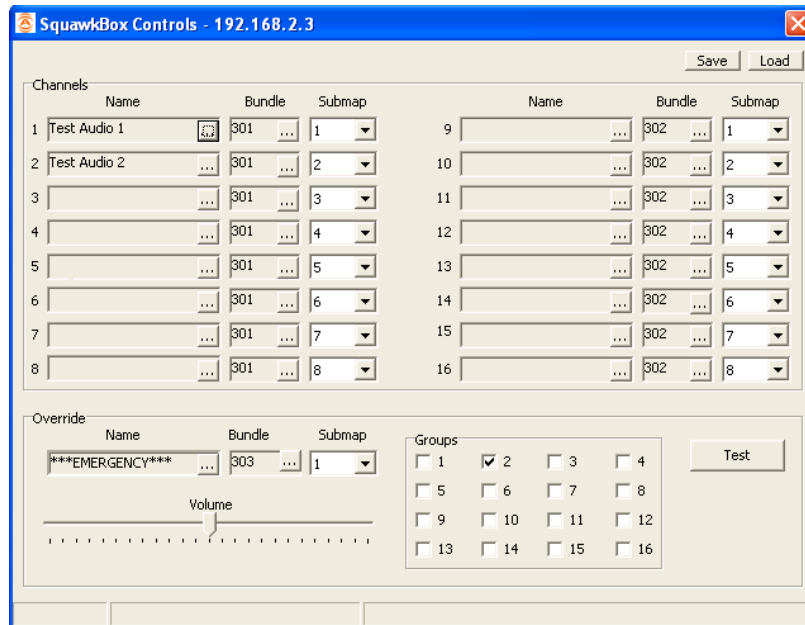 SquawkBox Controls - 192.168.2.3
Save Load
Channels
Name Bundle Submap Name Bundle Submap
1 Test Audio 1 ... 301 ... 1 9 ... 302 ... 1
2 Test Audio 2 ... 301 ... 2 10 ... 302 ... 2
3 ... 301 ... 3 11 ... 302 ... 3
4 ... 301 ... 4 12 ... 302 ... 4
5 ... 301 ... 5 13 ... 302 ... 5
6 ... 301 ... 6 14 ... 302 ... 6
7 ... 301 ... 7 15 ... 302 ... 7
8 ... 301 ... 8 16 ... 302 ... 8
Override
Name Bundle Submap
***EMERGENCY*** ... 303 ... 1
Volume
Groups
1 2 3 4
5 6 7 8
9 10 11 12
13 14 15 16
Test